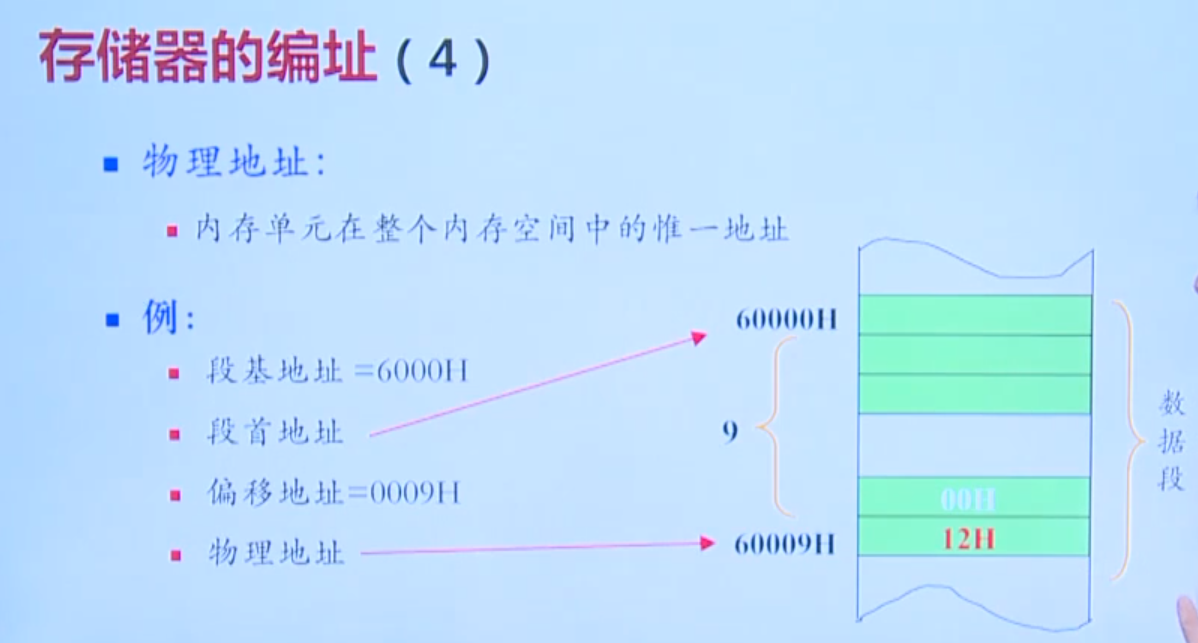 存储器的编址（4）
物理地址：
内存单元在整个内存空间中的惟一地址
例：
段基地址 =6000H
段首地址
偏移地址=0009H
物理地址
60000H
9
60009H
00H
12H
数据段